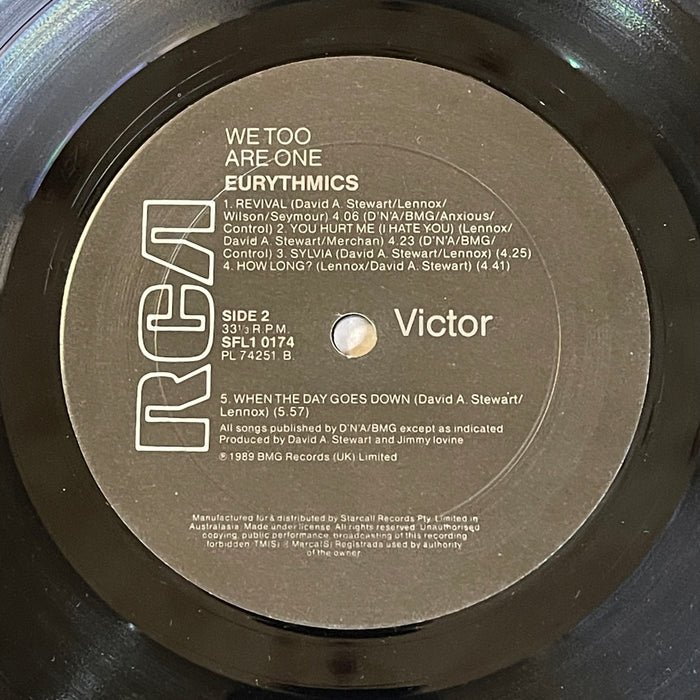 WE TOO
ARE ONE
EURYTHMICS
1. REVIVAL (David A. Stewart/Lennox/
Wilson/Seymour) 4.06 (D'N'A/BMG/Anxious/
Control) 2. YOU HURT ME (I HATE YOU) (Lennox/
David A. Stewart/Merchan) 4.23 (D'N'A/BMG/
Control) 3. SYLVIA (David A. Stewart/Lennox) (4.25)
4. HOW LONG? (Lennox/David A. Stewart) (4.41)
RCA
SIDE 2
33⅓ R.P.M.
SFL1 0174
PL 74251. B.
Victor
5. WHEN THE DAY GOES DOWN (David A. Stewart/
Lennox) (5.57)
All songs published by D'N'A/BMG except as indicated
Produced by David A. Stewart and Jimmy Iovine
℗ 1989 BMG Records (UK) Limited
Manufactured for & distributed by Starcall Records Pty. Limited in
Australasia. Made under license. All rights reserved. Unauthorised
copying, public performance, broadcasting of this recording
forbidden. TM(S) ® Marca(S) Registrada used by authority
of the owner.